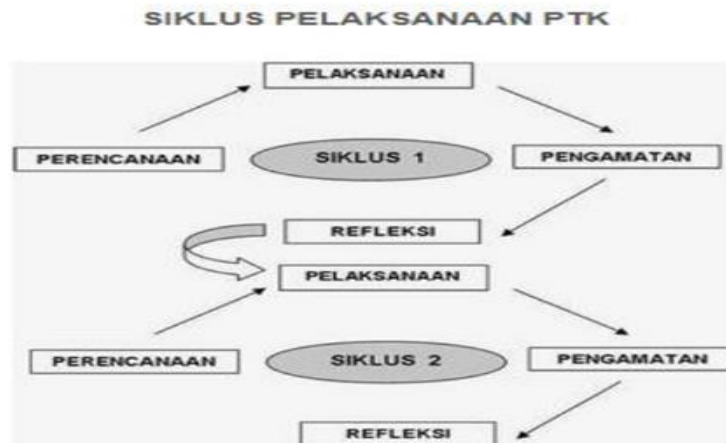 SIKLUS PELAKSANAAN PTK
PELAKSANAAN
PERENCANAAN
SIKLUS 1
PENGAMATAN
REFLEKSI
PELAKSANAAN
PERENCANAAN
SIKLUS 2
PENGAMATAN
REFLEKSI